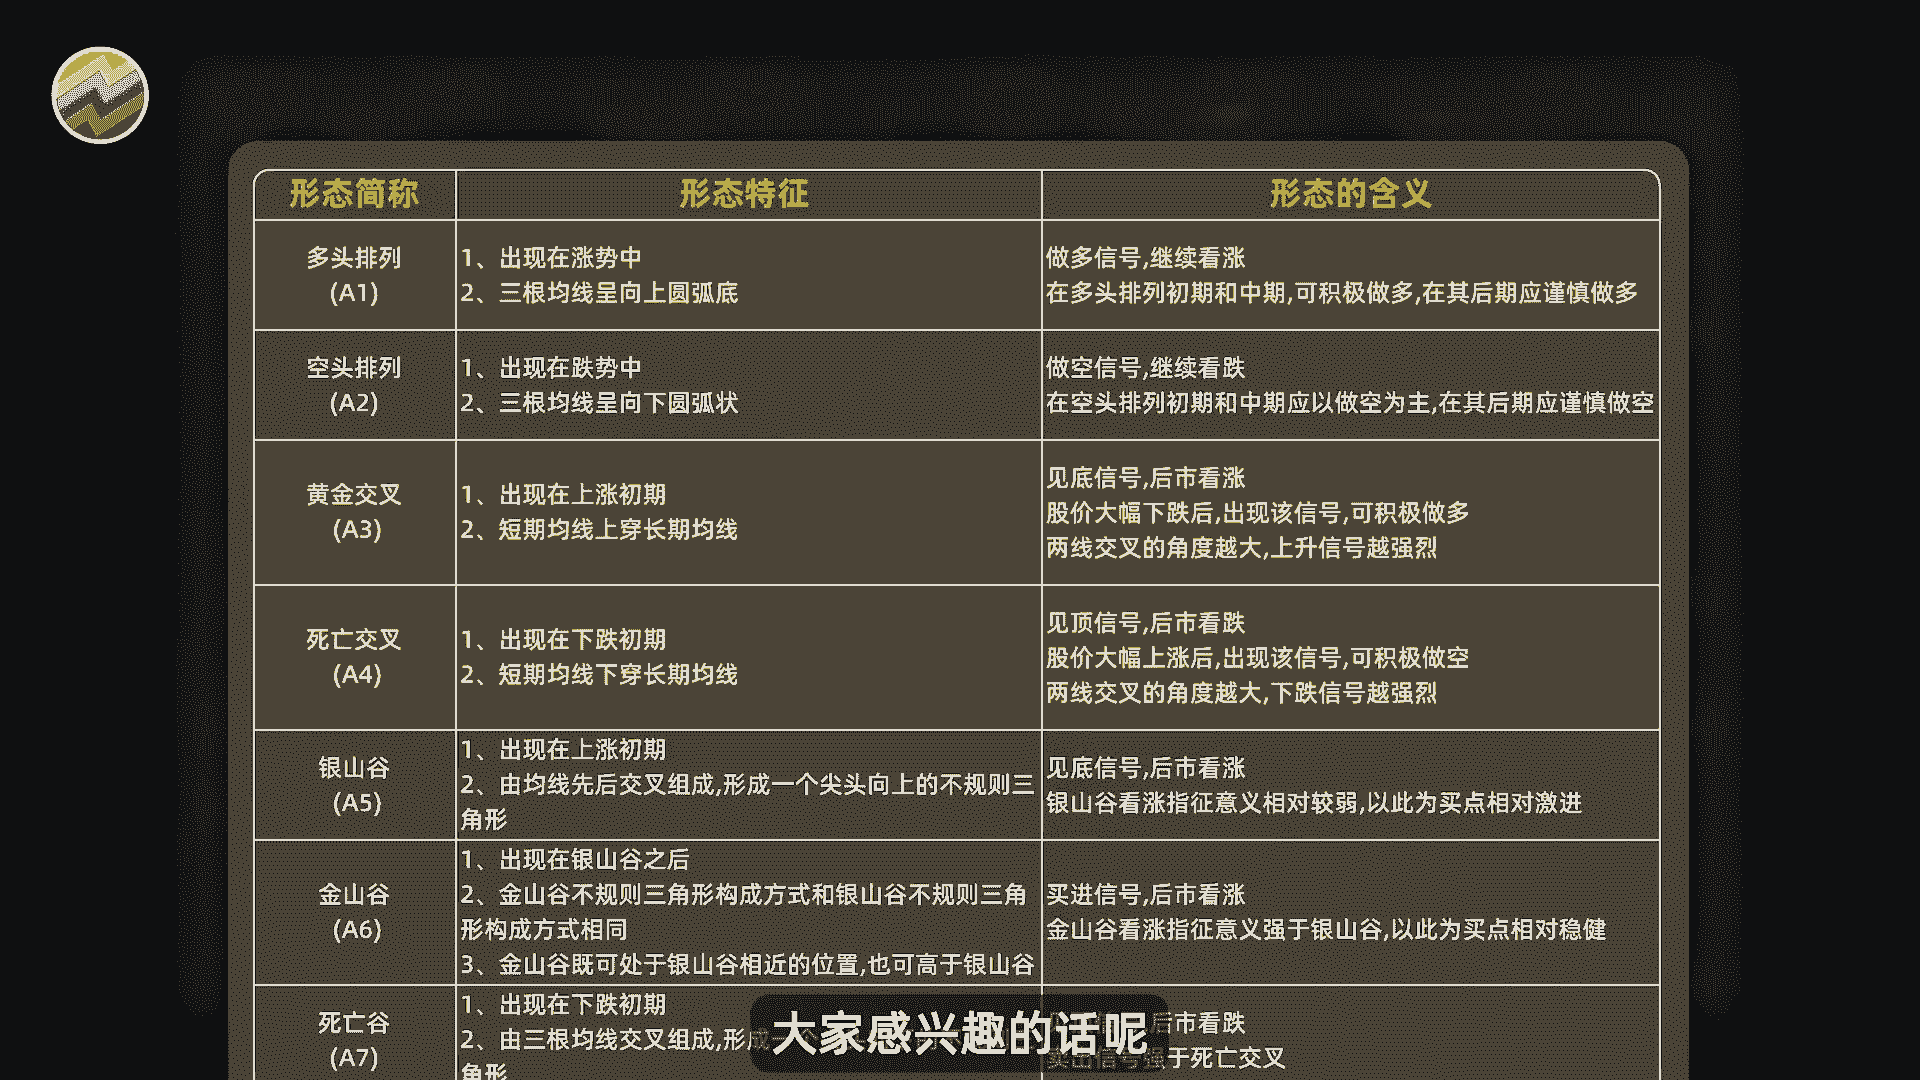 形态简称
形态特征
形态的含义
多头排列
(A1)
1、出现在涨势中
2、三根均线呈向上圆弧底
做多信号,继续看涨
在多头排列初期和中期,可积极做多,在其后期应谨慎做多
空头排列
(A2)
1、出现在跌势中
2、三根均线呈向下圆弧状
做空信号,继续看跌
在空头排列初期和中期应以做空为主,在其后期应谨慎做空
黄金交叉
(A3)
1、出现在上涨初期
2、短期均线上穿长期均线
见底信号,后市看涨
股价大幅下跌后,出现该信号,可积极做多
两线交叉的角度越大,上升信号越强烈
死亡交叉
(A4)
1、出现在下跌初期
2、短期均线下穿长期均线
见顶信号,后市看跌
股价大幅上涨后,出现该信号,可积极做空
两线交叉的角度越大,下跌信号越强烈
银山谷
(A5)
1、出现在上涨初期
2、由均线先后交叉组成,形成一个尖头向上的不规则三
角形
见底信号,后市看涨
银山谷看涨指征意义相对较弱,以此为买点相对激进
金山谷
(A6)
1、出现在银山谷之后
2、金山谷不规则三角形构成方式和银山谷不规则三角
形构成方式相同
3、金山谷既可处于银山谷相近的位置,也可高于银山谷
买进信号,后市看涨
金山谷看涨指征意义强于银山谷,以此为买点相对稳健
死亡谷
(A7)
1、出现在下跌初期
2、由三根均线交叉组成,形成
角形
后市看跌
强于死亡交叉
大家感兴趣的话呢